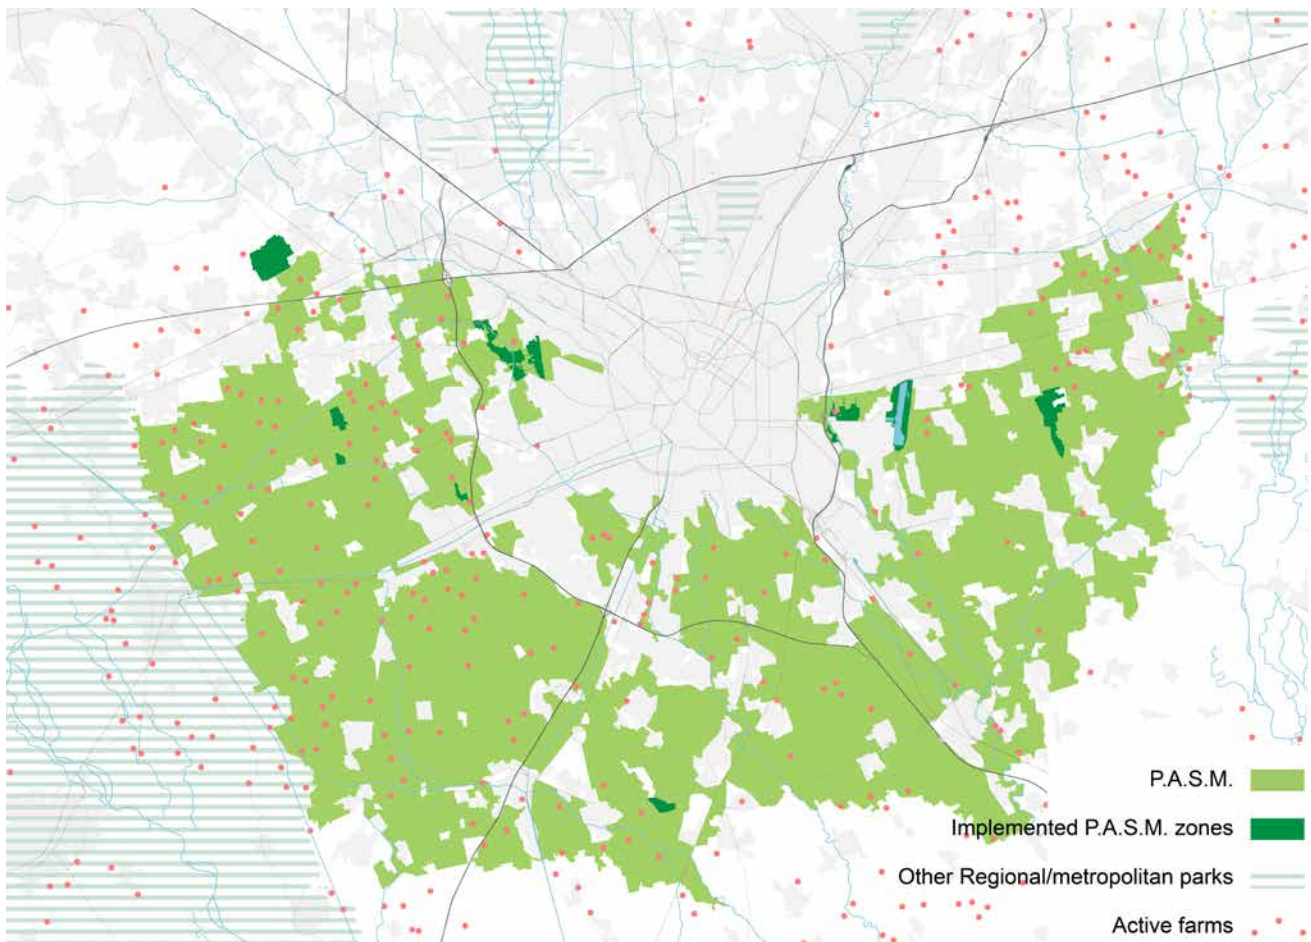 P.A.S.M.
Implemented P.A.S.M. zones
Other Regional/metropolitan parks
Active farms